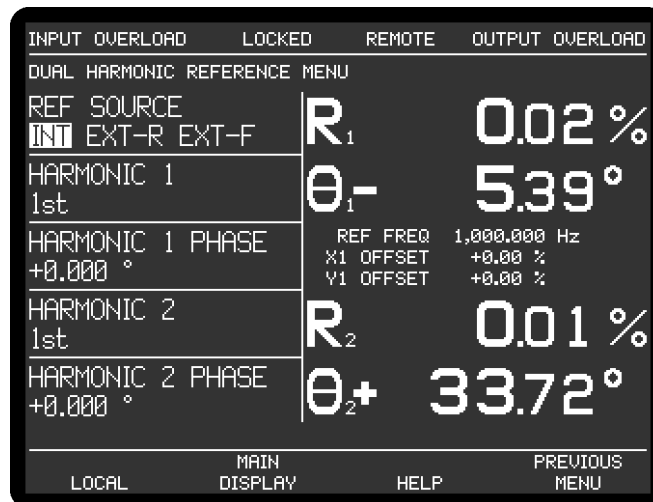 INPUT OVERLOAD LOCKED REMOTE OUTPUT OVERLOAD
DUAL HARMONIC REFERENCE MENU
REF SOURCE
INT EXT-R EXT-F
HARMONIC 1
1st
HARMONIC 1 PHASE
+0.000 °
HARMONIC 2
1st
HARMONIC 2 PHASE
+0.000 °
R1 0.02 %
θ1- 5.39°
REF FREQ 1,000.000 Hz
X1 OFFSET +0.00 %
Y1 OFFSET +0.00 %
R2 0.01 %
θ2+ 33.72°
LOCAL
MAIN
DISPLAY
HELP
PREVIOUS
MENU